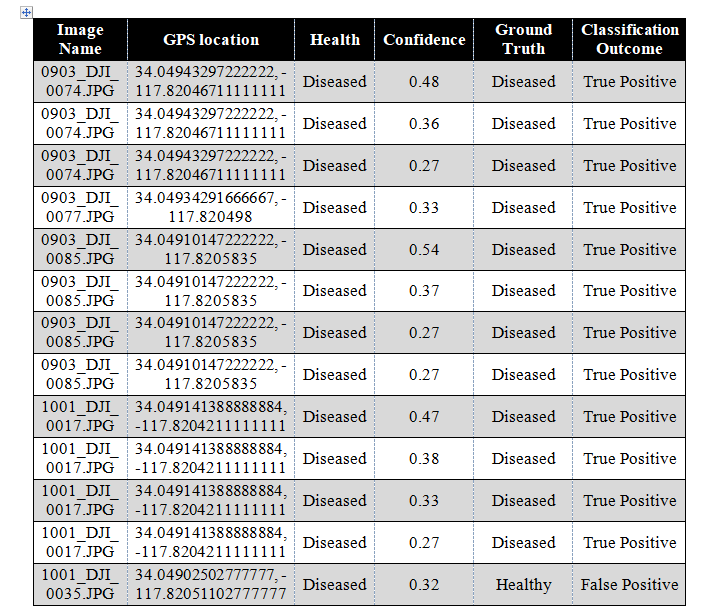 Image Name | GPS location | Health | Confidence | Ground Truth | Classification Outcome
0903_DJI_0074.JPG | 34.04943297222222, -117.82046711111111 | Diseased | 0.48 | Diseased | True Positive
0903_DJI_0074.JPG | 34.04943297222222, -117.82046711111111 | Diseased | 0.36 | Diseased | True Positive
0903_DJI_0074.JPG | 34.04943297222222, -117.82046711111111 | Diseased | 0.27 | Diseased | True Positive
0903_DJI_0077.JPG | 34.04934291666667, -117.820498 | Diseased | 0.33 | Diseased | True Positive
0903_DJI_0085.JPG | 34.04910147222222, -117.8205835 | Diseased | 0.54 | Diseased | True Positive
0903_DJI_0085.JPG | 34.04910147222222, -117.8205835 | Diseased | 0.37 | Diseased | True Positive
0903_DJI_0085.JPG | 34.04910147222222, -117.8205835 | Diseased | 0.27 | Diseased | True Positive
0903_DJI_0085.JPG | 34.04910147222222, -117.8205835 | Diseased | 0.27 | Diseased | True Positive
1001_DJI_0017.JPG | 34.049141388888884, -117.8204211111111 | Diseased | 0.47 | Diseased | True Positive
1001_DJI_0017.JPG | 34.049141388888884, -117.8204211111111 | Diseased | 0.38 | Diseased | True Positive
1001_DJI_0017.JPG | 34.049141388888884, -117.8204211111111 | Diseased | 0.33 | Diseased | True Positive
1001_DJI_0017.JPG | 34.049141388888884, -117.8204211111111 | Diseased | 0.27 | Diseased | True Positive
1001_DJI_0035.JPG | 34.04902502777777, -117.82051102777777 | Diseased | 0.32 | Healthy | False Positive